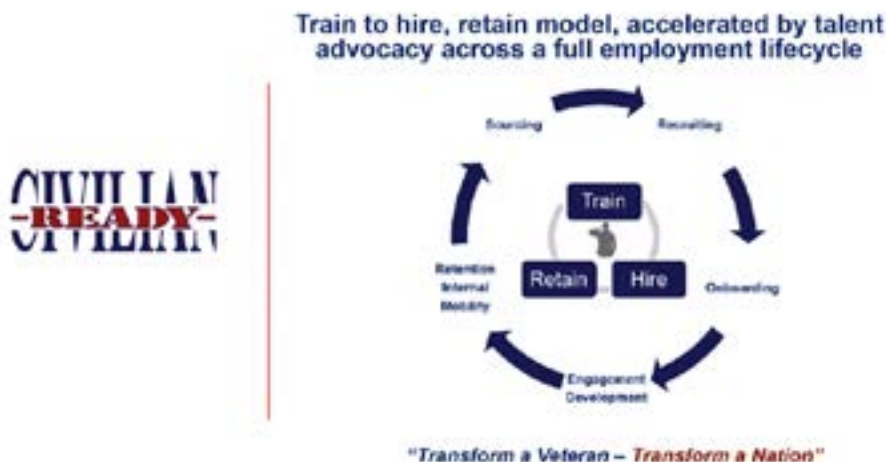 Train to hire, retain model, accelerated by talent
advocacy across a full employment lifecycle
CIVILIAN
-READY-
Sourcing
Recruiting
Train
Retain
Hire
Retention
Internal
Mobility
Onboarding
Engagement
Development
"Transform a Veteran – Transform a Nation"